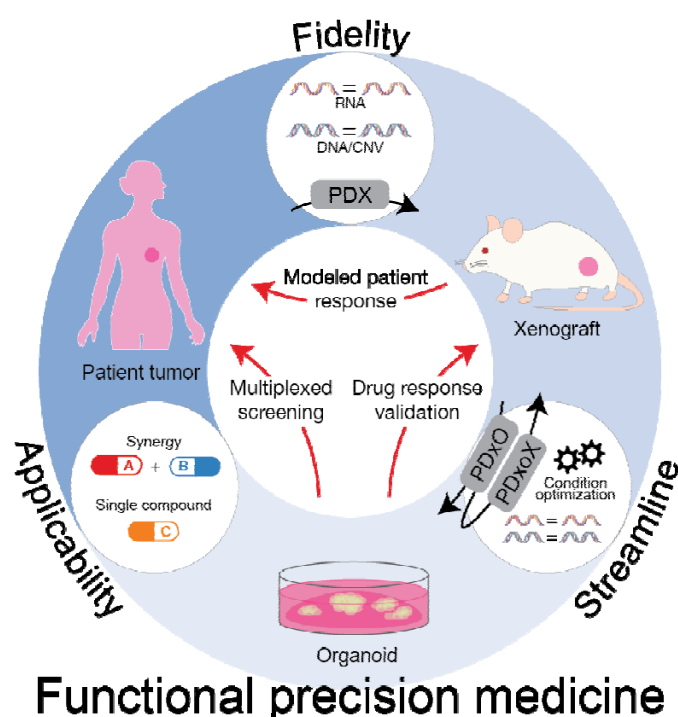 Fidelity
=
RNA
=
DNA/CNV
PDX
Modeled patient
response
Xenograft
Patient tumor
Multiplexed
screening
Drug response
validation
Applicability
Synergy
A + B
Single compound
C
PDxO
PDxoX
Condition
optimization
=
=
Streamline
Organoid
Functional precision medicine